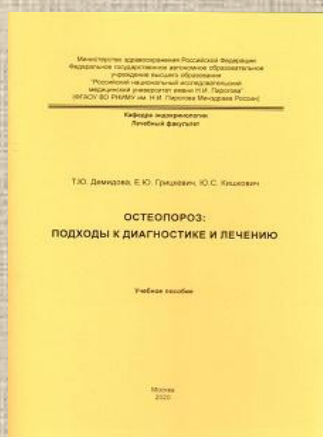 Министерство здравоохранения Российской Федерации
Федеральное государственное автономное образовательное
учреждение высшего образования
"Российский национальный исследовательский
медицинский университет имени Н.И. Пирогова"
(ФГАОУ ВО РНИМУ им. Н.И. Пирогова Минздрава России)
Кафедра эндокринологии
Лечебный факультет
Т.Ю. Демидова, Е.Ю. Грицкевич, Ю.С. Кишкович
ОСТЕОПОРОЗ:
ПОДХОДЫ К ДИАГНОСТИКЕ И ЛЕЧЕНИЮ
Учебное пособие
Москва
2020